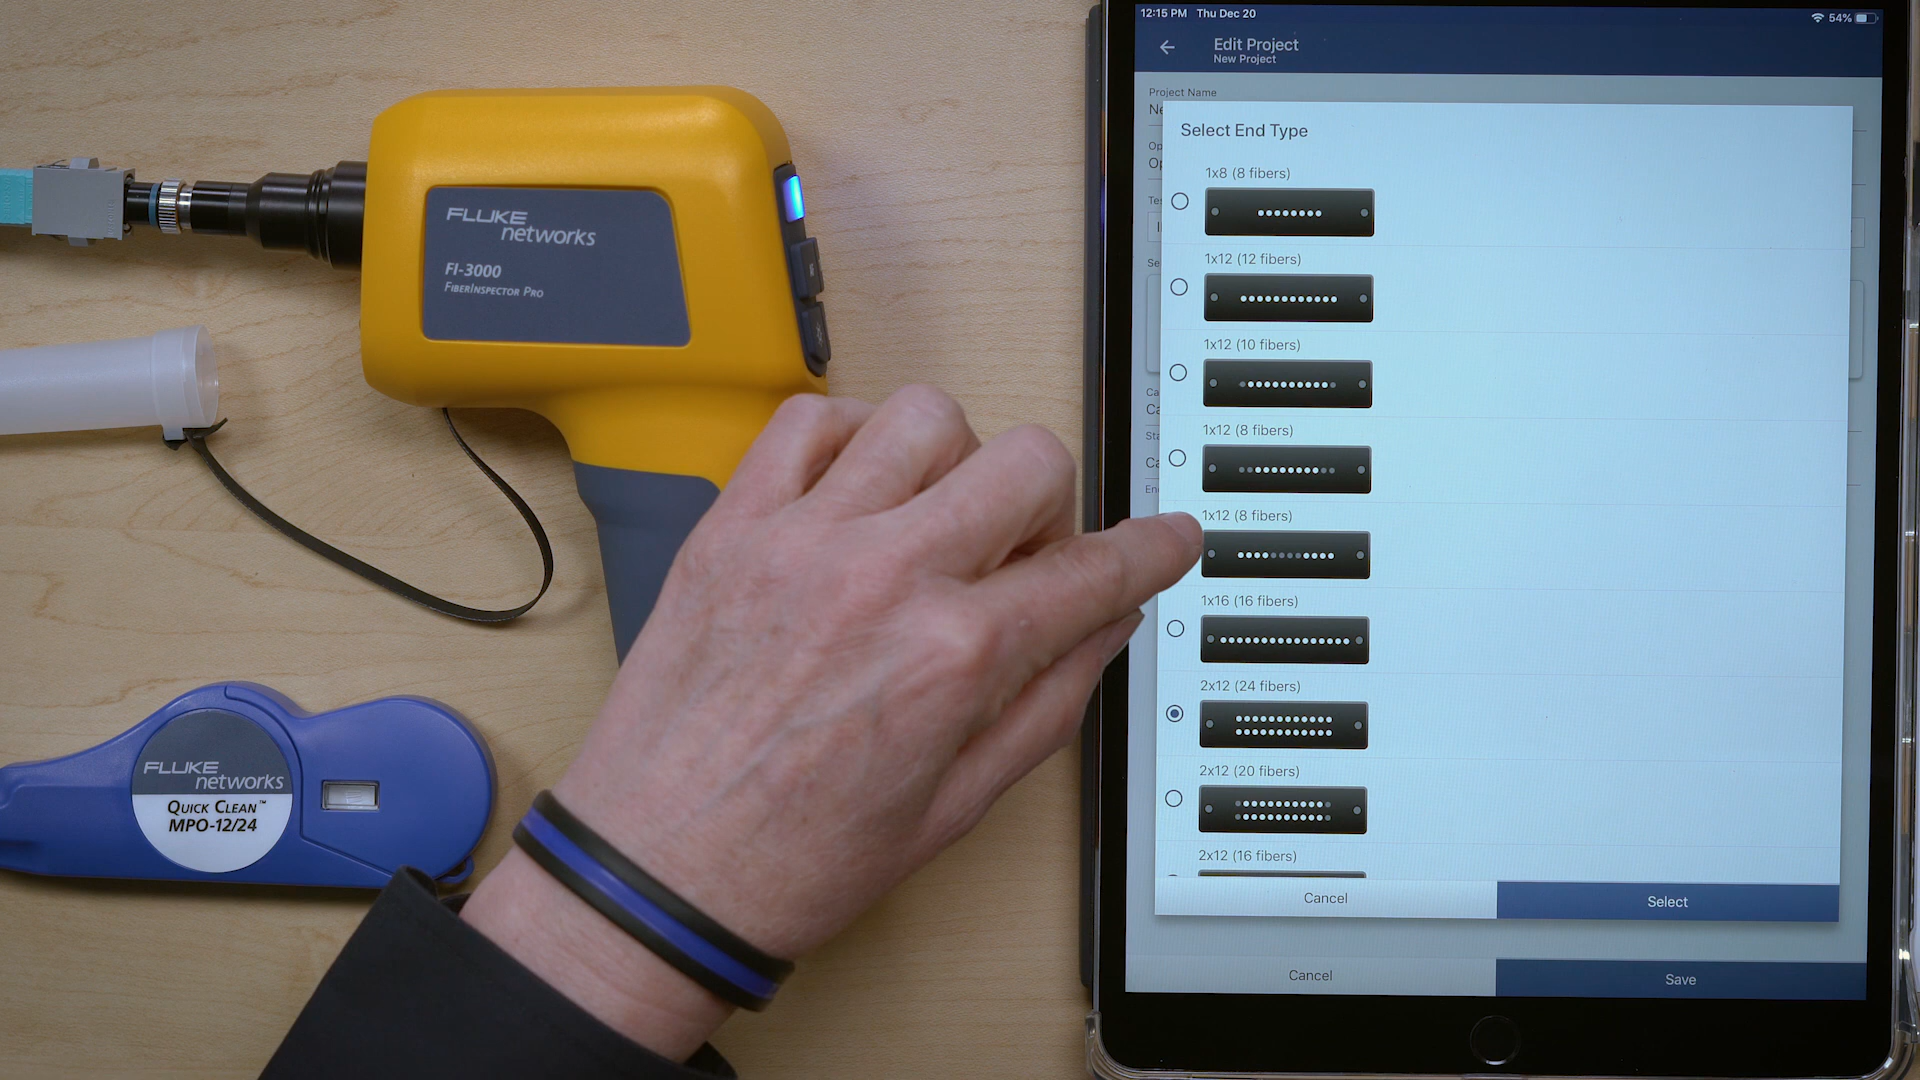 FLUKE
networks
FI-3000
FIBERINSPECTOR PRO
FLUKE
networks
QUICK CLEAN™
MPO-12/24
12:15 PM Thu Dec 20
54%
Edit Project
New Project
Project Name
Select End Type
1x8 (8 fibers)
1x12 (12 fibers)
1x12 (10 fibers)
1x12 (8 fibers)
1x12 (8 fibers)
1x16 (16 fibers)
2x12 (24 fibers)
2x12 (20 fibers)
2x12 (16 fibers)
Cancel
Select
Cancel
Save